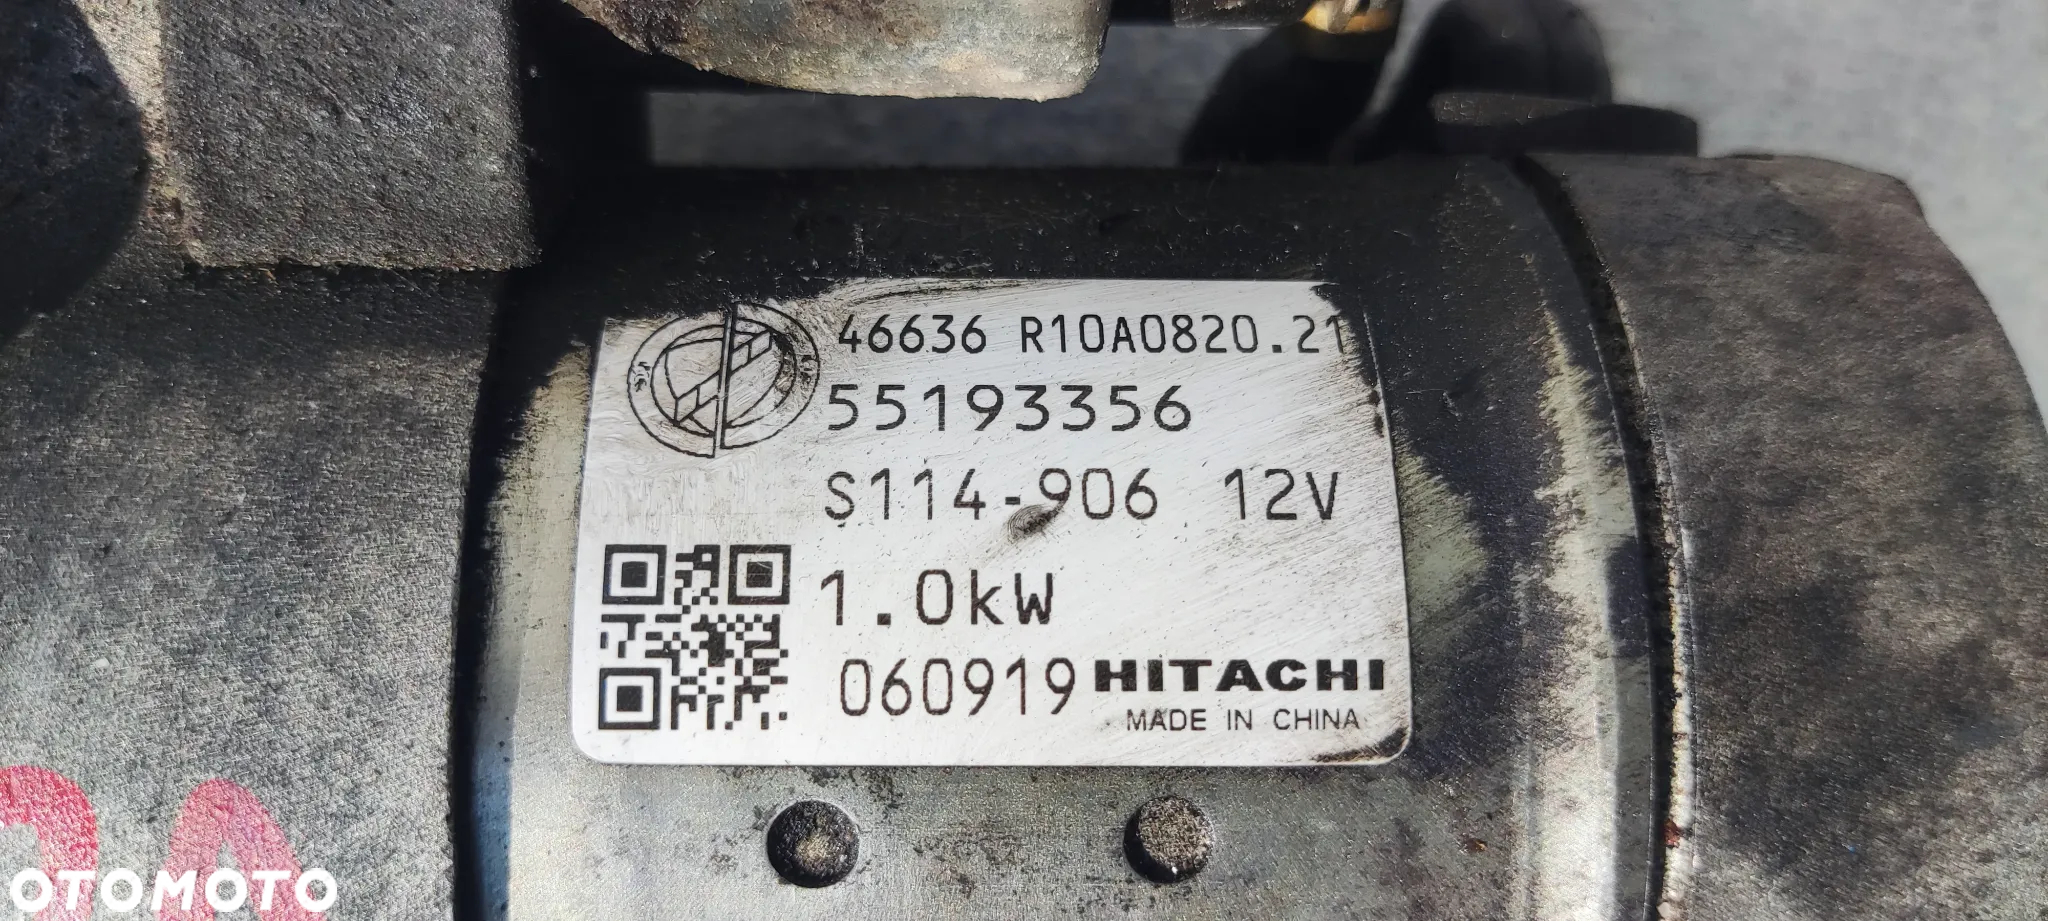 46636 R10A0820.21
55193356
S114-906 12V
1.0kW
060919 HITACHI
MADE IN CHINA
OTOMOTO